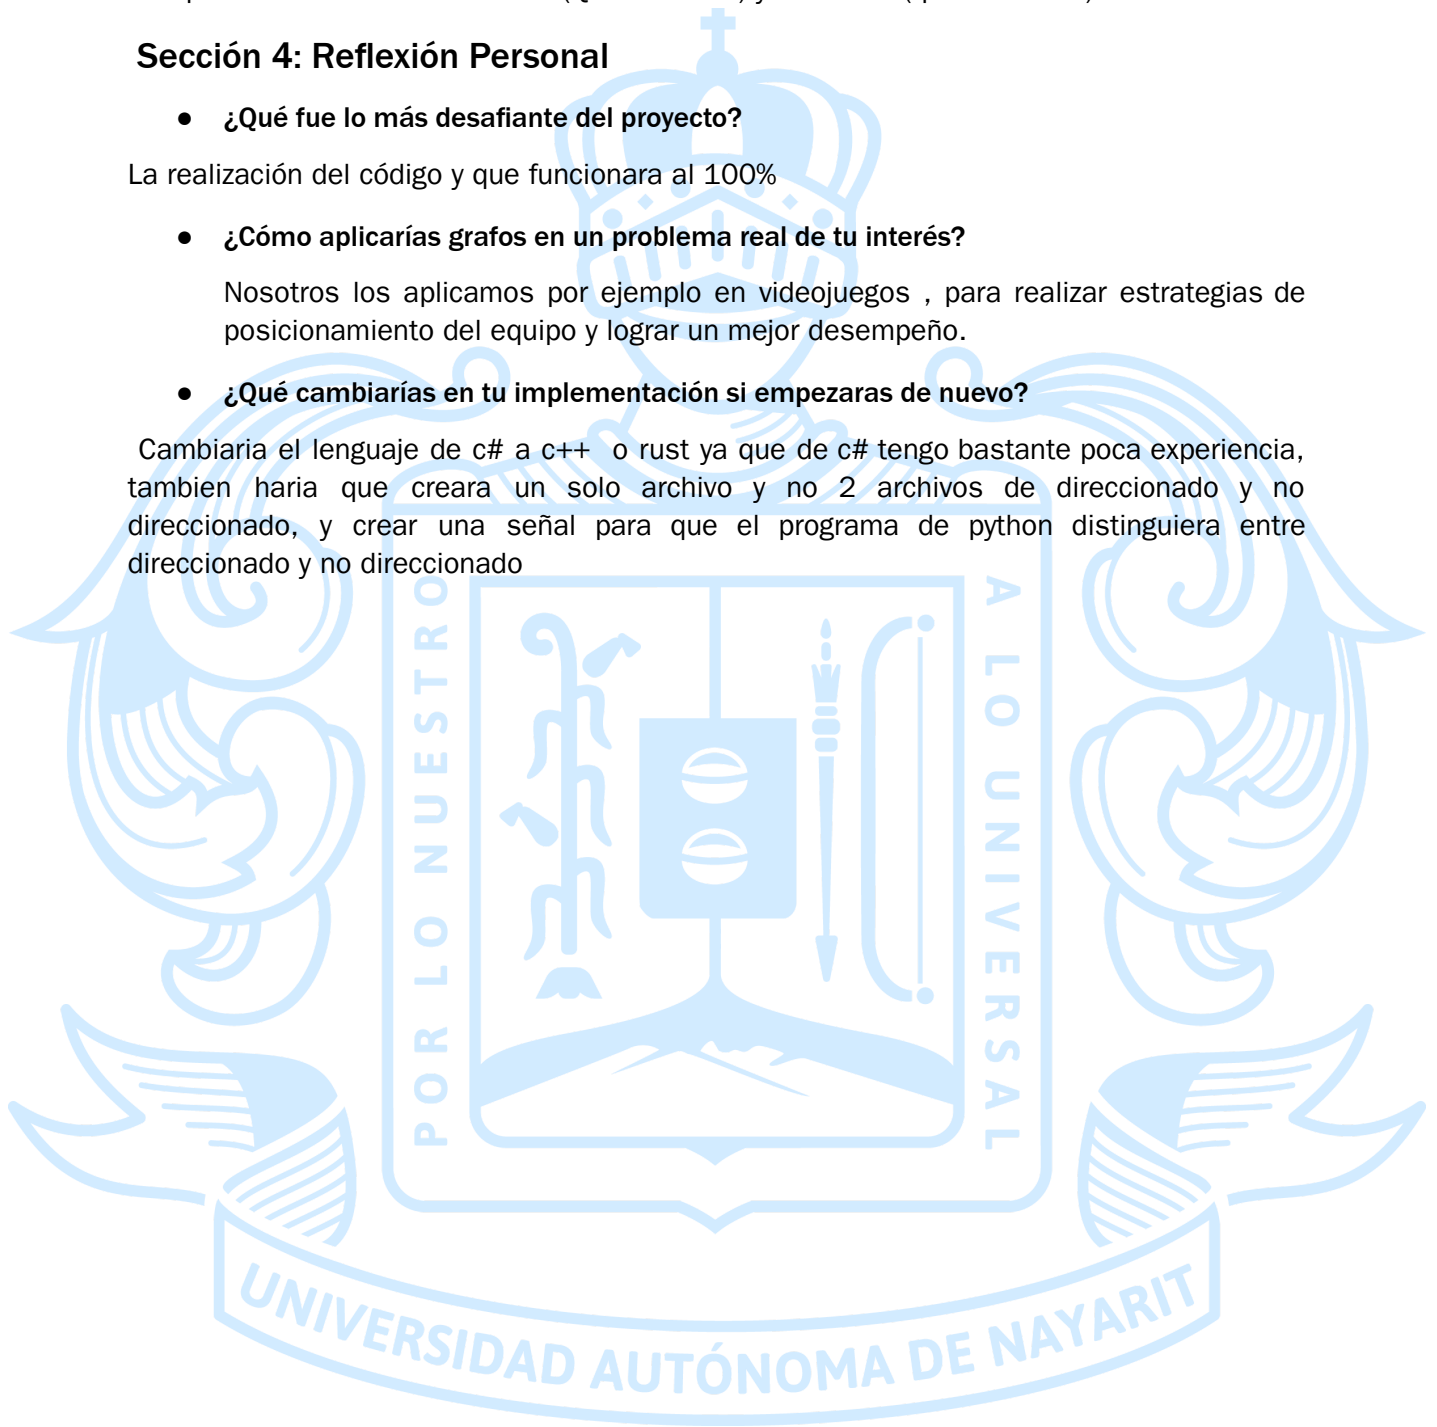 Sección 4: Reflexión Personal
● ¿Qué fue lo más desafiante del proyecto?
La realización del código y que funcionara al 100%
● ¿Cómo aplicarías grafos en un problema real de tu interés?
Nosotros los aplicamos por ejemplo en videojuegos , para realizar estrategias de
posicionamiento del equipo y lograr un mejor desempeño.
● ¿Qué cambiarías en tu implementación si empezaras de nuevo?
Cambiaria el lenguaje de c# a c++ o rust ya que de c# tengo bastante poca experiencia,
tambien haria que creara un solo archivo y no 2 archivos de direccionado y no
direccionado, y crear una señal para que el programa de python distinguiera entre
direccionado y no direccionado
POR LO NUESTRO
A LO UNIVERSAL
UNIVERSIDAD AUTÓNOMA DE NAYARIT